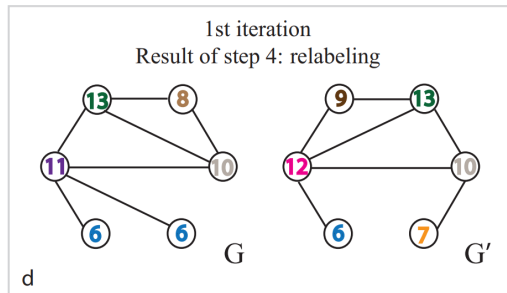 1st iteration
Result of step 4: relabeling
13 8 9 13
11 10 12 10
6 6 G 6 7 G′
d